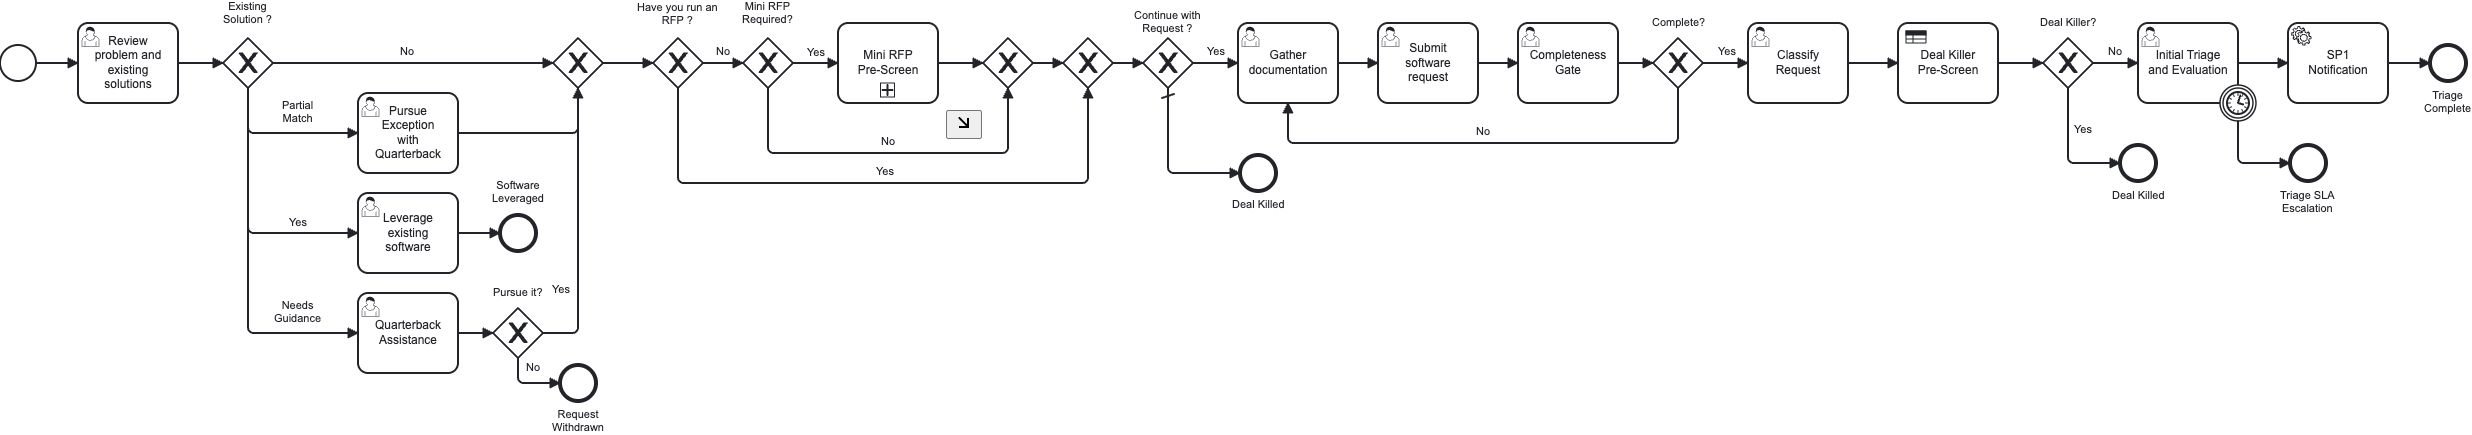 Existing
Solution ?
Have you run an
RFP ?
Mini RFP
Required?
Continue with
Request ?
Complete?
Deal Killer?
Review
problem and
existing
solutions
No
No
Yes
Mini RFP
Pre-Screen
Yes
Gather
documentation
Submit
software
request
Completeness
Gate
Yes
Classify
Request
Deal Killer
Pre-Screen
No
Initial Triage
and Evaluation
SP1
Notification
Triage
Complete
Partial
Match
Pursue
Exception
with
Quarterback
No
Yes
No
Yes
Deal Killed
Deal Killed
Triage SLA
Escalation
Yes
Leverage
existing
software
Software
Leveraged
Needs
Guidance
Quarterback
Assistance
Pursue it?
Yes
No
Request
Withdrawn